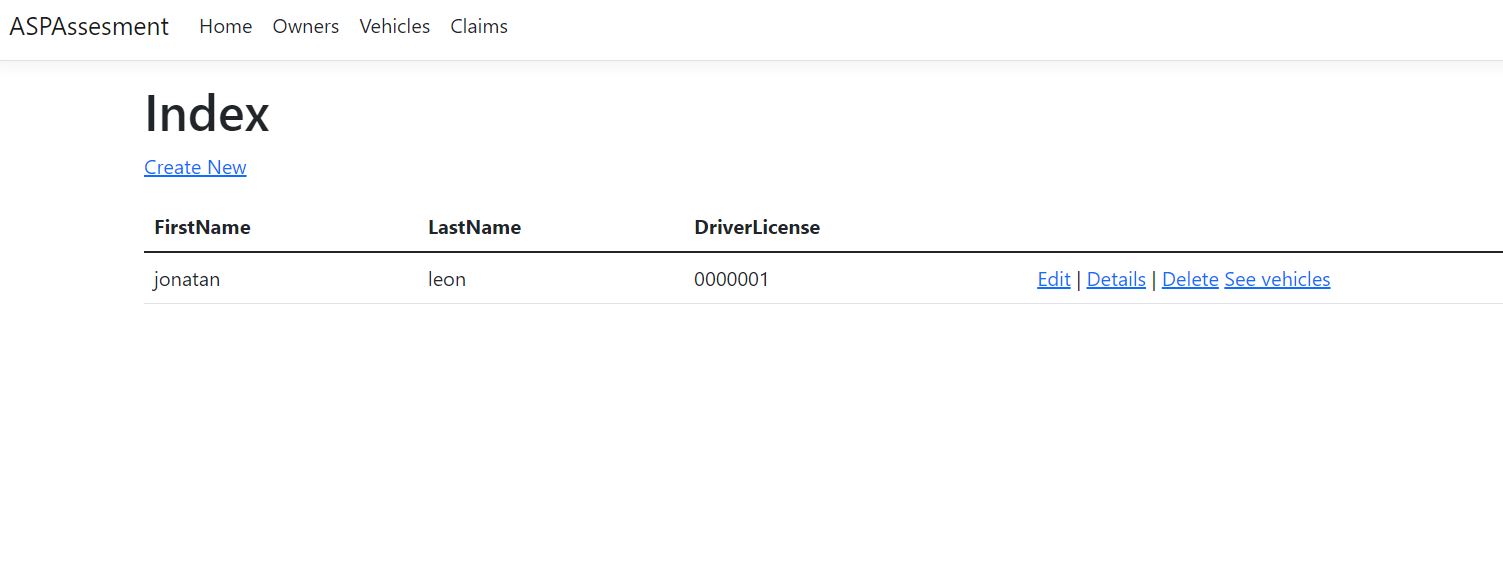 ASPAssesment Home Owners Vehicles Claims
Index
Create New
FirstName LastName DriverLicense
jonatan leon 0000001 Edit | Details | Delete See vehicles